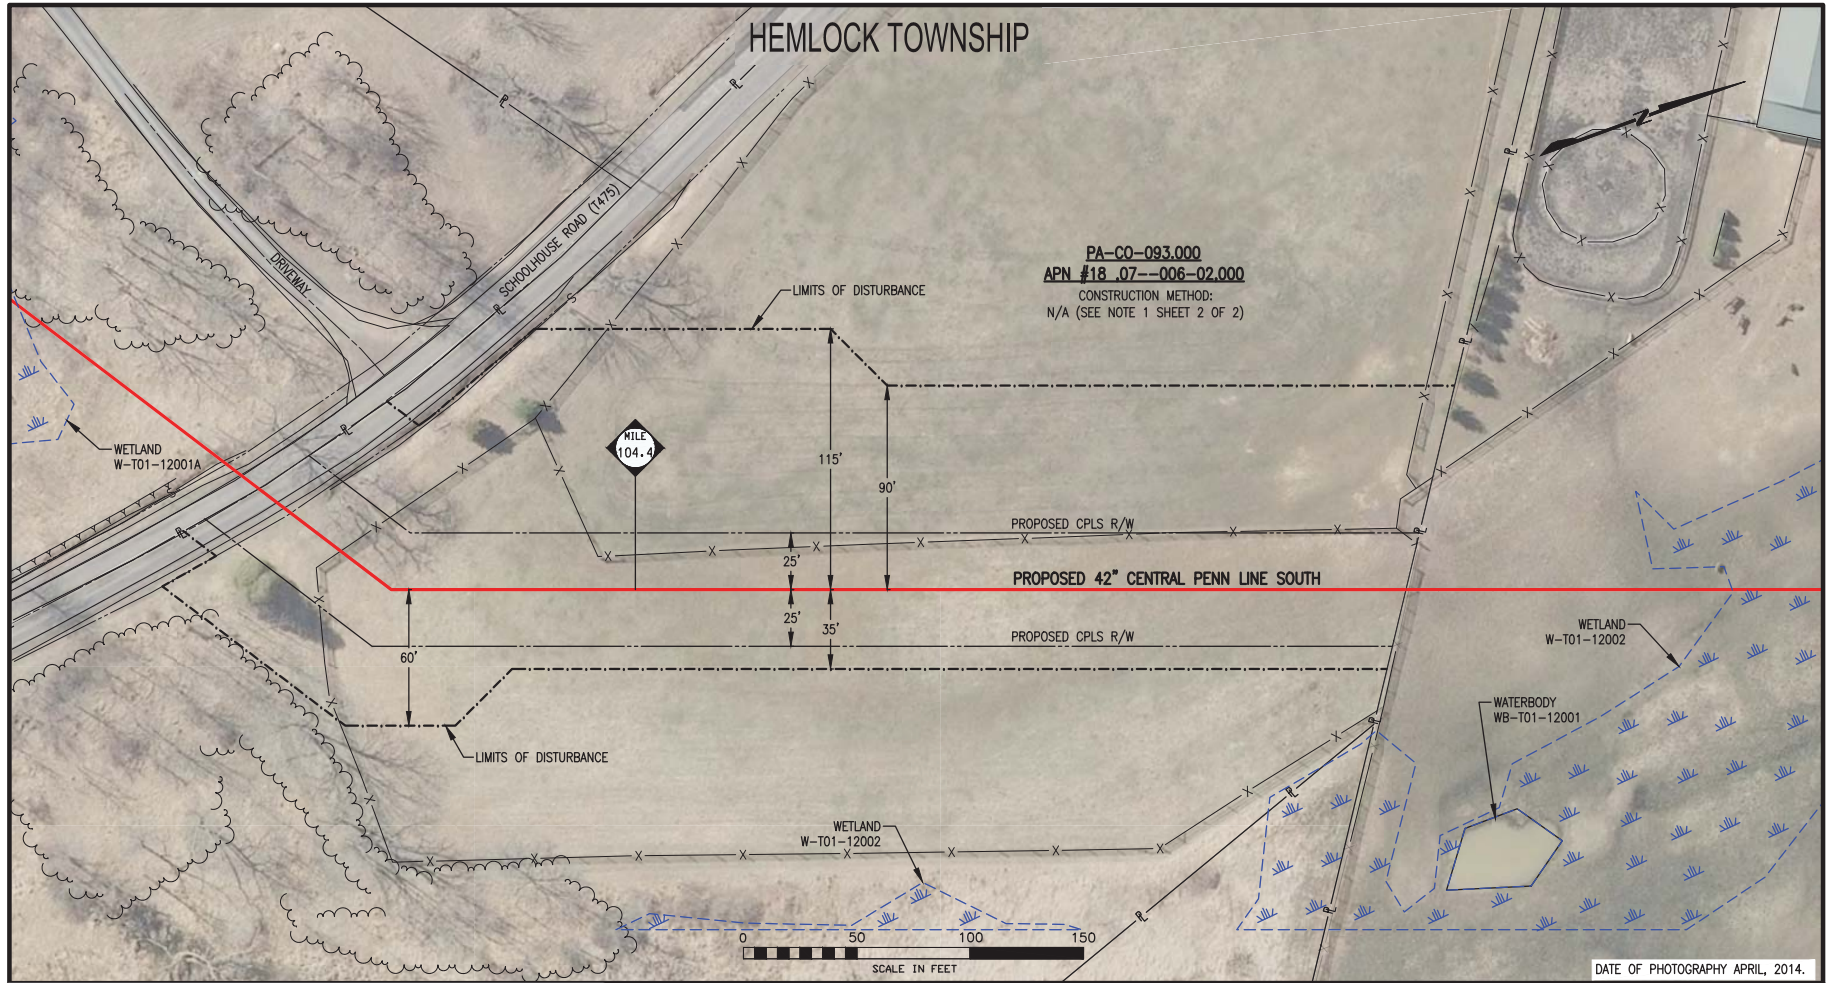 HEMLOCK TOWNSHIP
N
DRIVEWAY
SCHOOLHOUSE ROAD (T475)
PA-CO-093.000
APN #18 ,07--006-02,000
CONSTRUCTION METHOD:
N/A (SEE NOTE 1 SHEET 2 OF 2)
LIMITS OF DISTURBANCE
WETLAND
W-T01-12001A
MILE
104.4
115'
90'
PROPOSED CPLS R/W
25'
PROPOSED 42" CENTRAL PENN LINE SOUTH
25'
35'
PROPOSED CPLS R/W
60'
WETLAND
W-T01-12002
WATERBODY
WB-T01-12001
LIMITS OF DISTURBANCE
WETLAND
W-T01-12002
0 50 100 150
SCALE IN FEET
DATE OF PHOTOGRAPHY APRIL, 2014.